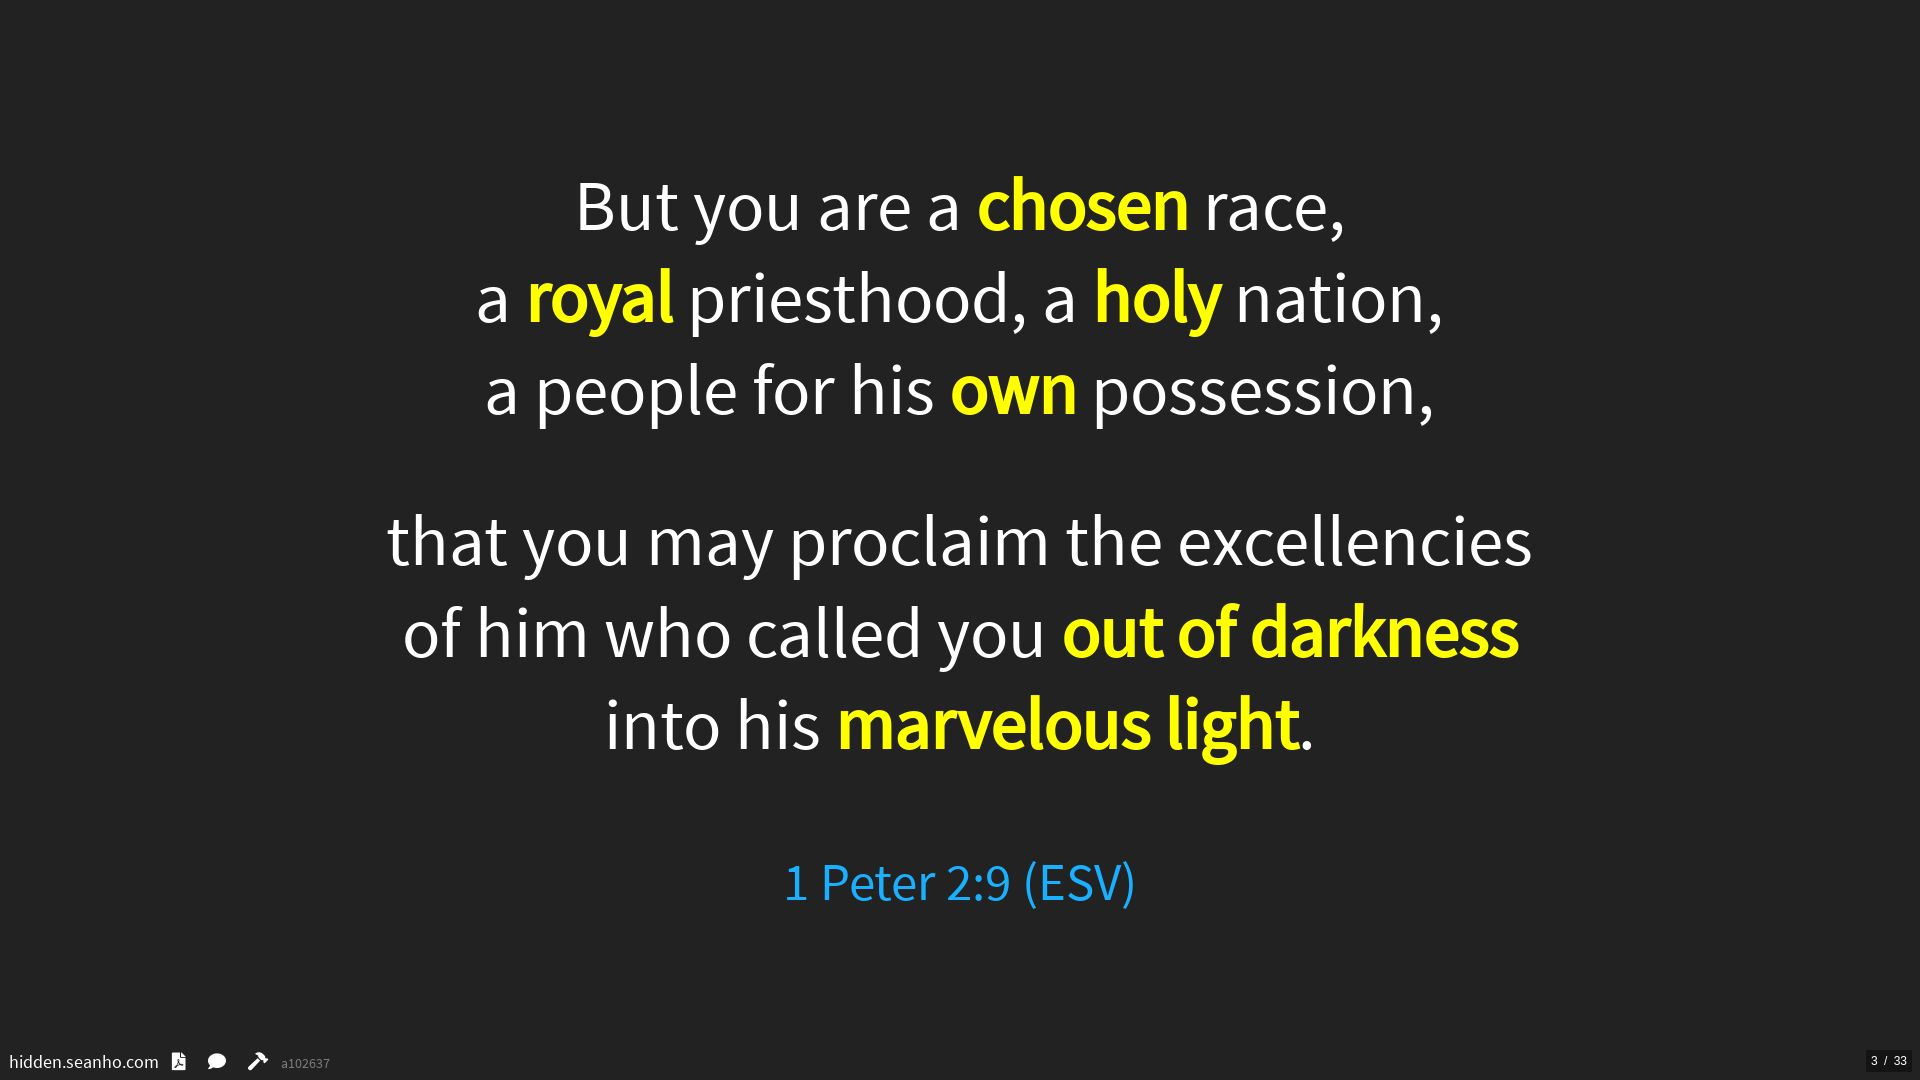 But you are a chosen race,
a royal priesthood, a holy nation,
a people for his own possession,
that you may proclaim the excellencies
of him who called you out of darkness
into his marvelous light.
1 Peter 2:9 (ESV)
hidden.seanho.com a102637
3 / 33